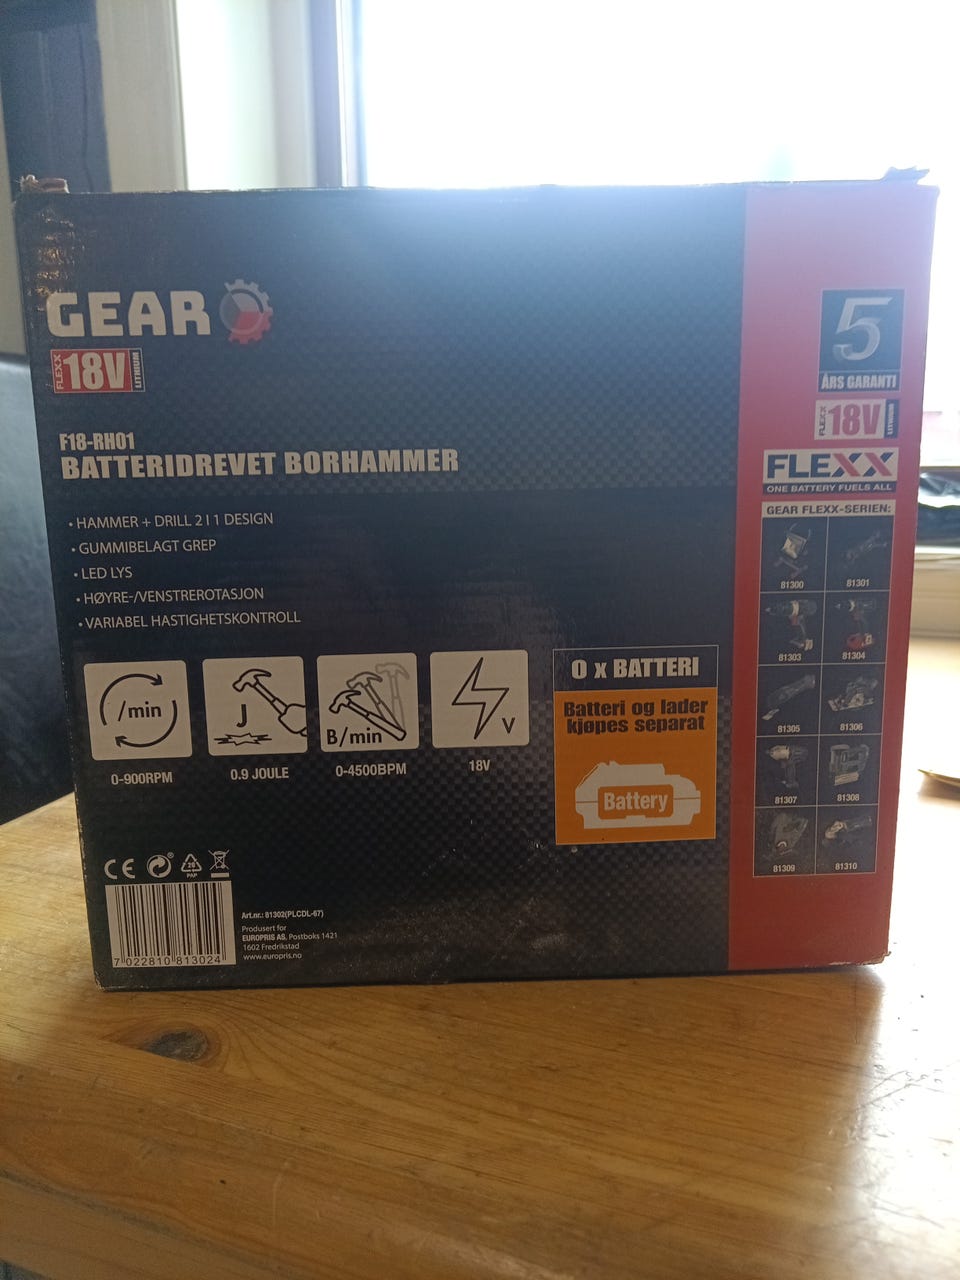 GEAR
FLEXX 18V LITHIUM
F18-RH01
BATTERIDREVET BORHAMMER
• HAMMER + DRILL 2 I 1 DESIGN
• GUMMIBELAGT GREP
• LED LYS
• HØYRE-/VENSTREROTASJON
• VARIABEL HASTIGHETSKONTROLL
/min
0-900RPM
J
0.9 JOULE
B/min
0-4500BPM
V
18V
0 x BATTERI
Batteri og lader
kjøpes separat
Battery
CE
20
PAP
7 022810 813024
Art.nr.: 81302(PLCDL-67)
Produsert for
EUROPRIS AS, Postboks 1421
1602 Fredrikstad
www.europris.no
5
ÅRS GARANTI
FLEXX 18V LITHIUM
FLEXX
ONE BATTERY FUELS ALL
GEAR FLEXX-SERIEN:
81300 81301
81303 81304
81305 81306
81307 81308
81309 81310